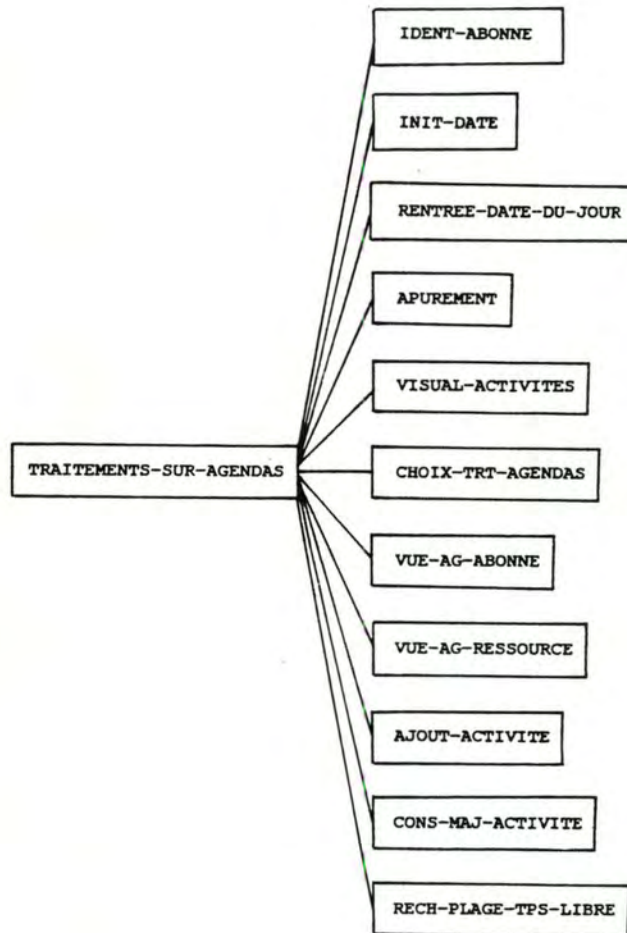 IDENT-ABONNE
INIT-DATE
RENTREE-DATE-DU-JOUR
APUREMENT
VISUAL-ACTIVITES
TRAITEMENTS-SUR-AGENDAS
CHOIX-TRT-AGENDAS
VUE-AG-ABONNE
VUE-AG-RESSOURCE
AJOUT-ACTIVITE
CONS-MAJ-ACTIVITE
RECH-PLAGE-TPS-LIBRE